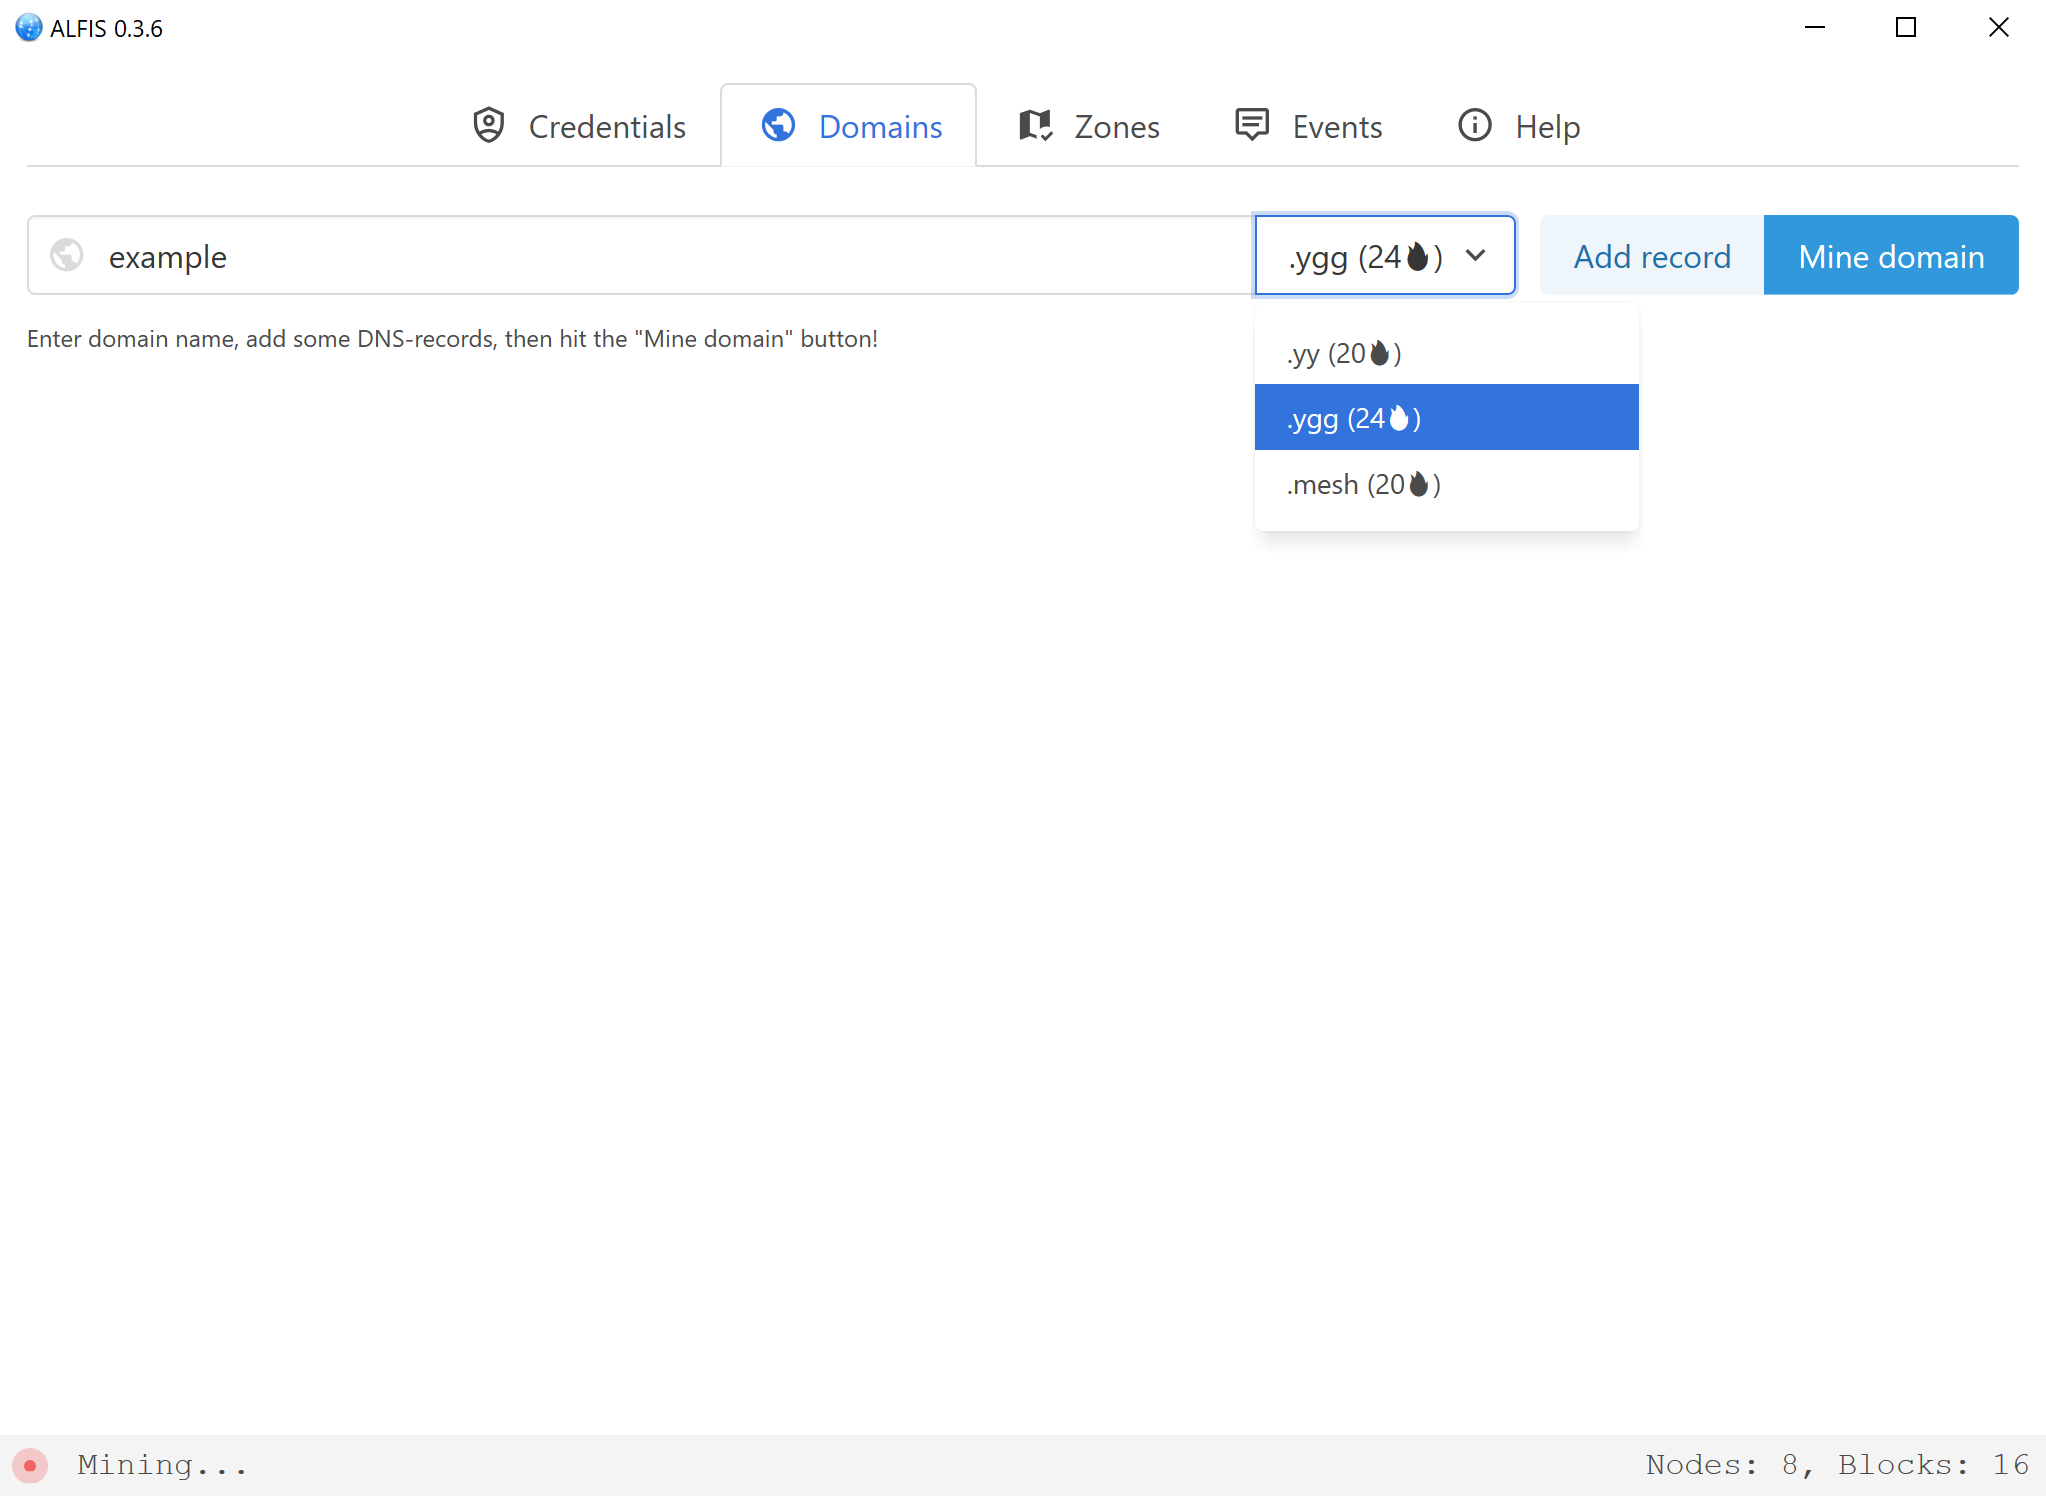 ALFIS 0.3.6
Credentials Domains Zones Events Help
example .ygg (24🔥) Add record Mine domain
Enter domain name, add some DNS-records, then hit the "Mine domain" button!
.yy (20🔥)
.ygg (24🔥)
.mesh (20🔥)
Mining... Nodes: 8, Blocks: 16